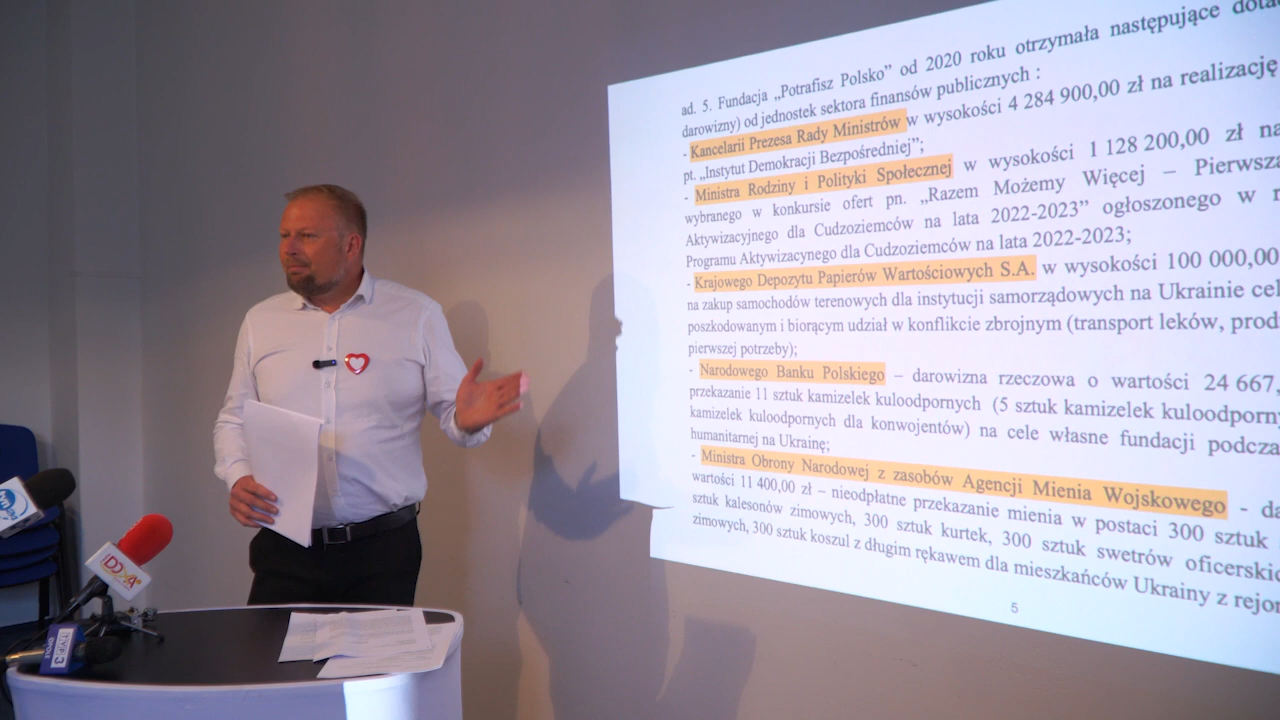 ad. 5. Fundacja „Potrafisz Polsko” od 2020 roku otrzymała następujące
darowizny) od jednostek sektora finansów publicznych :
- Kancelarii Prezesa Rady Ministrów w wysokości 4 284 900,00 zł na realizację
pt. „Instytut Demokracji Bezpośredniej”;
- Ministra Rodziny i Polityki Społecznej w wysokości 1 128 200,00 zł na
wybranego w konkursie ofert pn. „Razem Możemy Więcej – Pierwsza
Aktywizacyjnego dla Cudzoziemców na lata 2022-2023” ogłoszonego w
Programu Aktywizacynego dla Cudzoziemców na lata 2022-2023;
- Krajowego Depozytu Papierów Wartościowych S.A. w wysokości 100 000,00
na zakup samochodów terenowych dla instytucji samorządowych na Ukrainie cel
poszkodowanym i biorącym udział w konflikcie zbrojnym (transport leków, prod
pierwszej potrzeby);
- Narodowego Banku Polskiego – darowizna rzeczowa o wartości 24 667,
przekazanie 11 sztuk kamizelek kuloodpornych (5 sztuk kamizelek kuloodporny
kamizelek kuloodpornych dla konwojentów) na cele własne fundacji podcza
humanitarnej na Ukrainę;
- Ministra Obrony Narodowej z zasobów Agencji Mienia Wojskowego - da
wartości 11 400,00 zł – nieodpłatne przekazanie mienia w postaci 300 sztuk
sztuk kalesonów zimowych, 300 sztuk kurtek, 300 sztuk swetrów oficerskic
zimowych, 300 sztuk koszul z długim rękawem dla mieszkańców Ukrainy z rejon
5
DOXA
TVP3
OPOLE